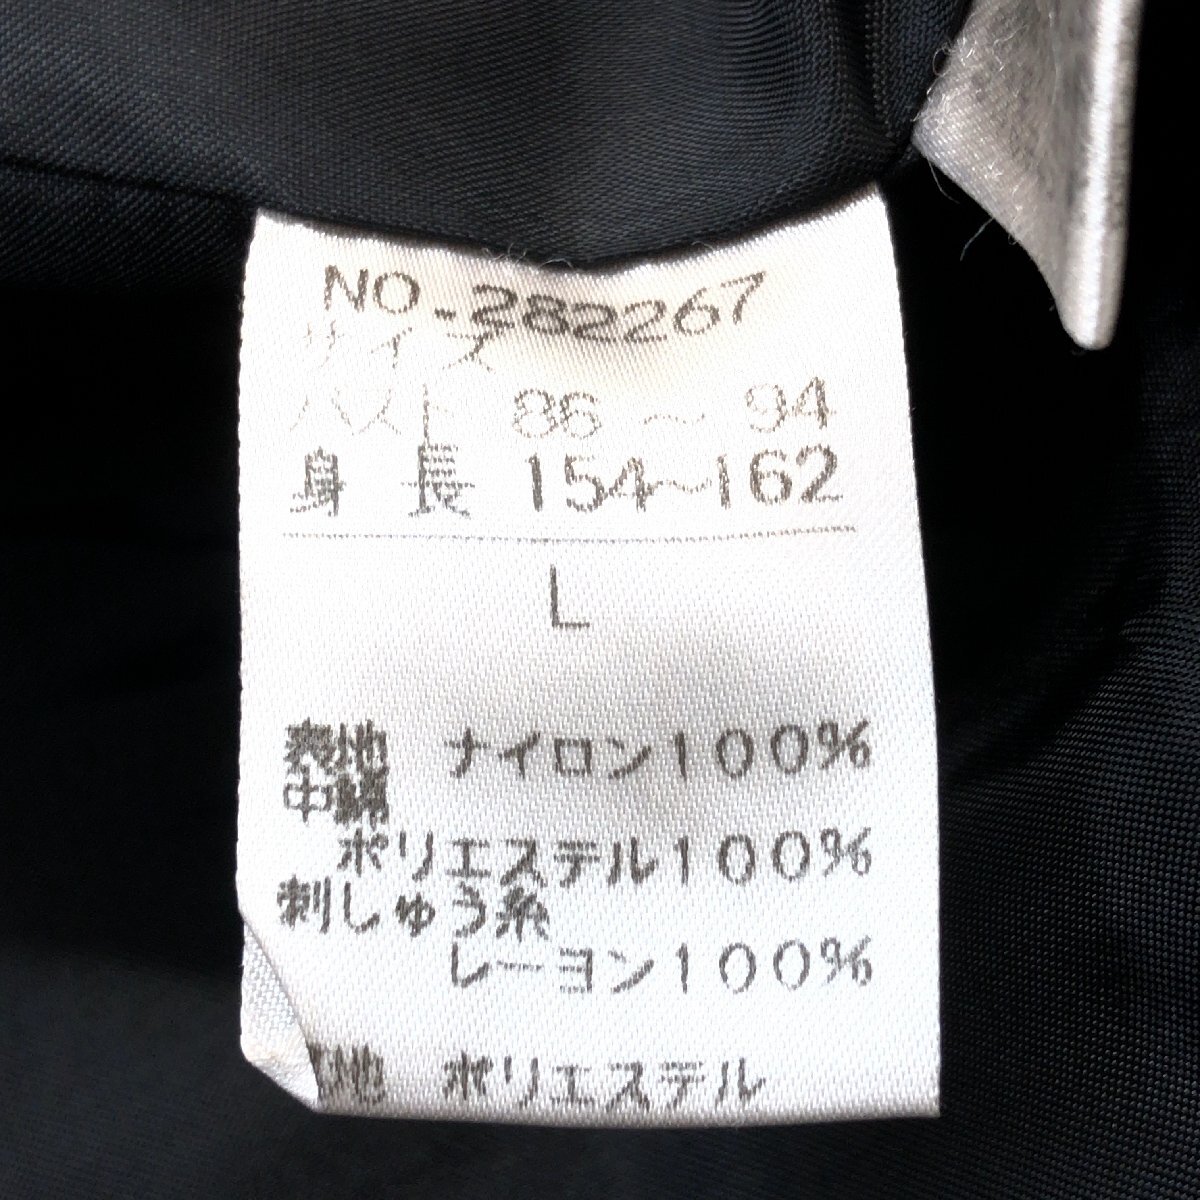 NO.282267
サイズ
バスト 86 ～ 94
身 長 154～162
L
表地 ナイロン100%
中綿
ポリエステル100%
刺しゅう糸
レーヨン100%
地 ポリエステル